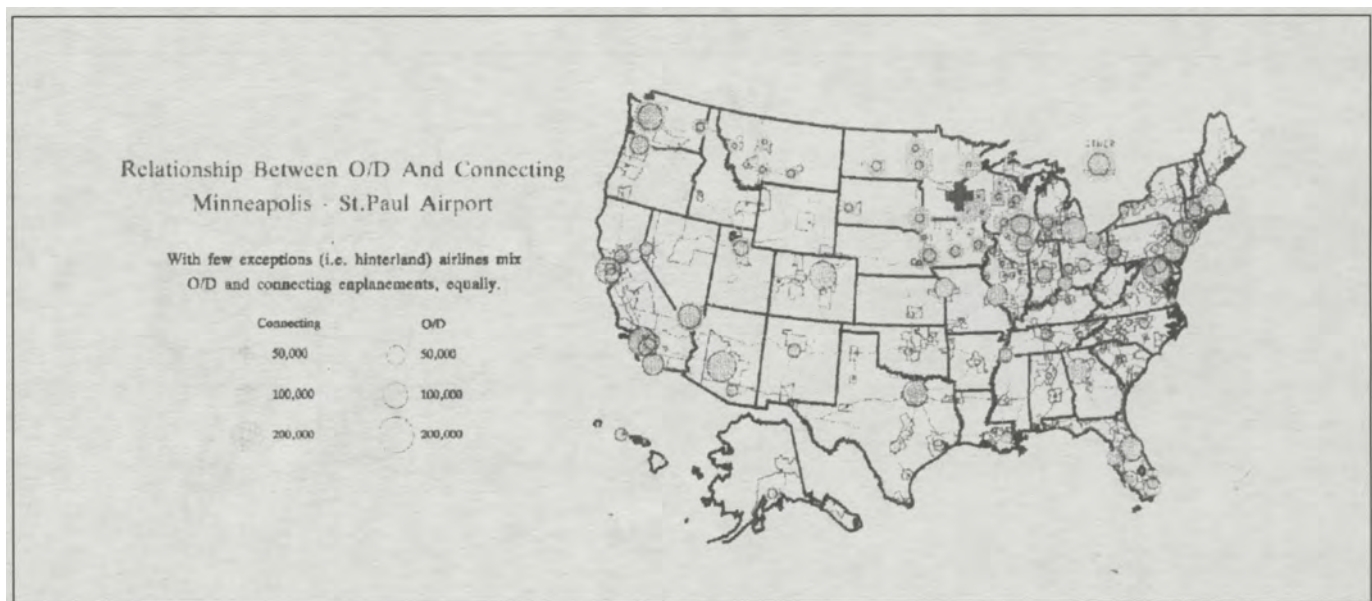 Relationship Between O/D And Connecting
Minneapolis - St.Paul Airport
With few exceptions (i.e. hinterland) airlines mix
O/D and connecting enplanements, equally.
Connecting O/D
50,000 50,000
100,000 100,000
200,000 200,000
OTHER